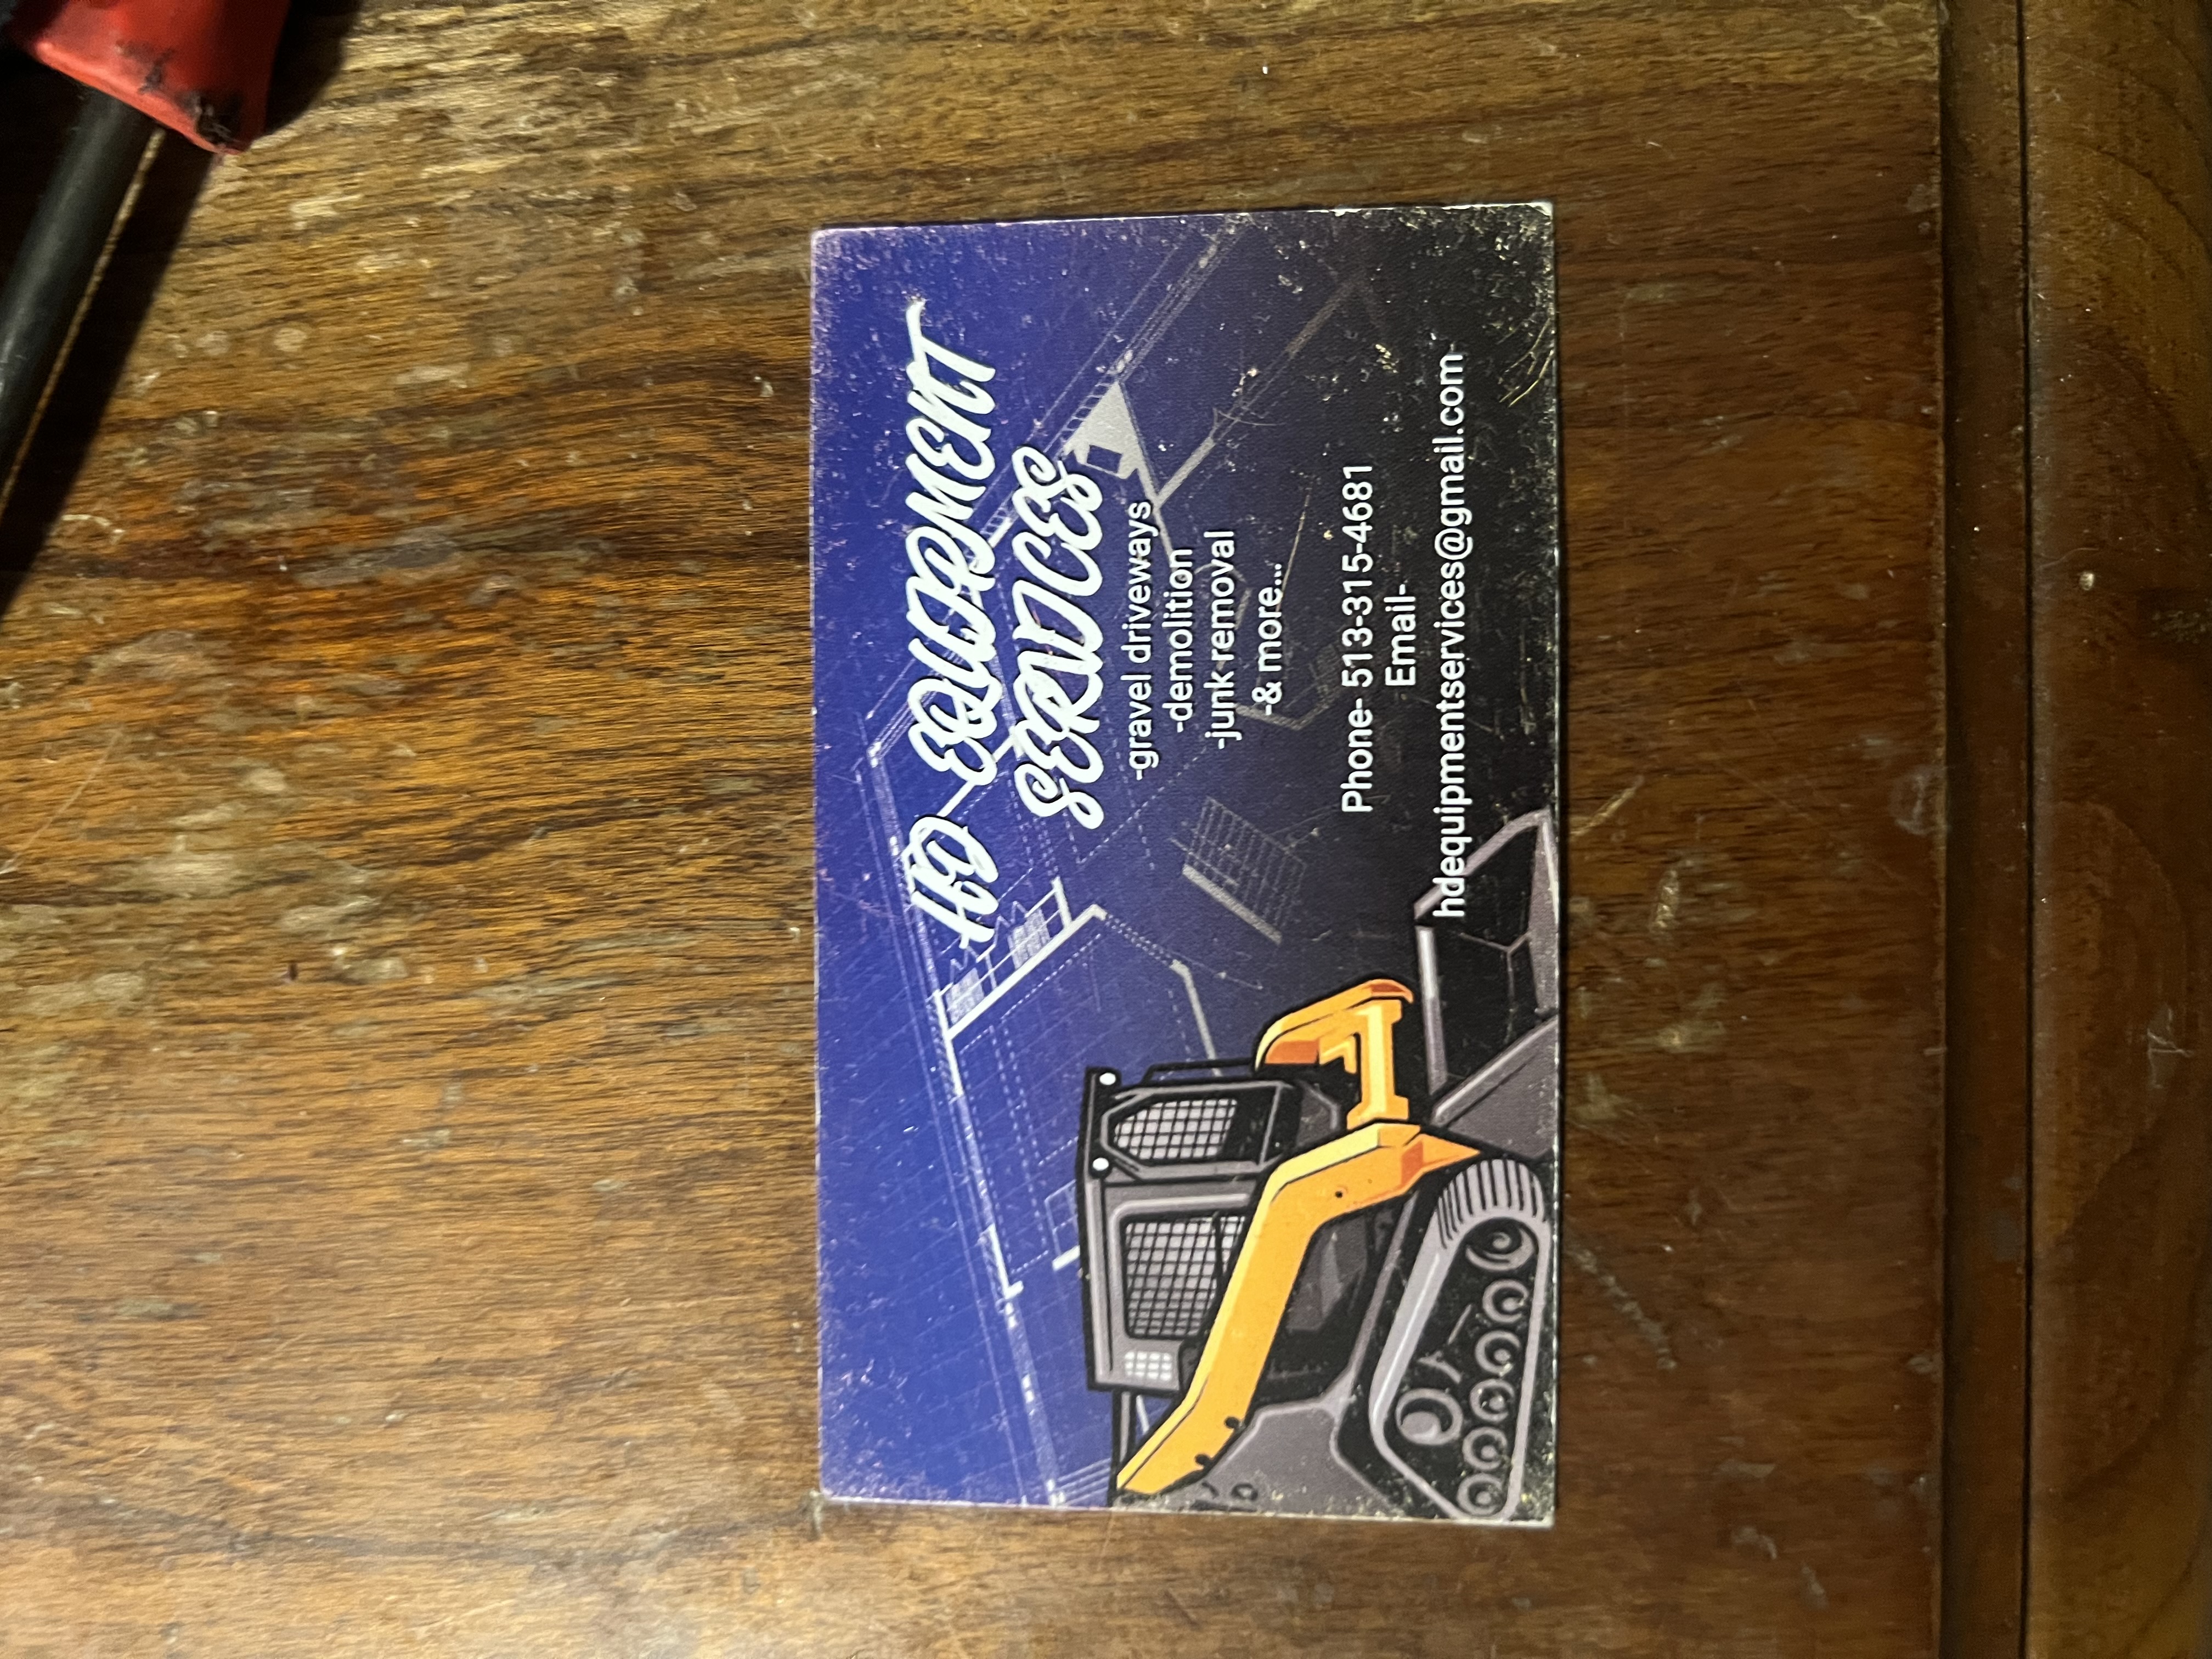 HD EQUIPMENT
SERVICES
-gravel driveways
-demolition
-junk removal
-& more...
Phone- 513-315-4681
Email-
hdequipmentservices@gmail.com